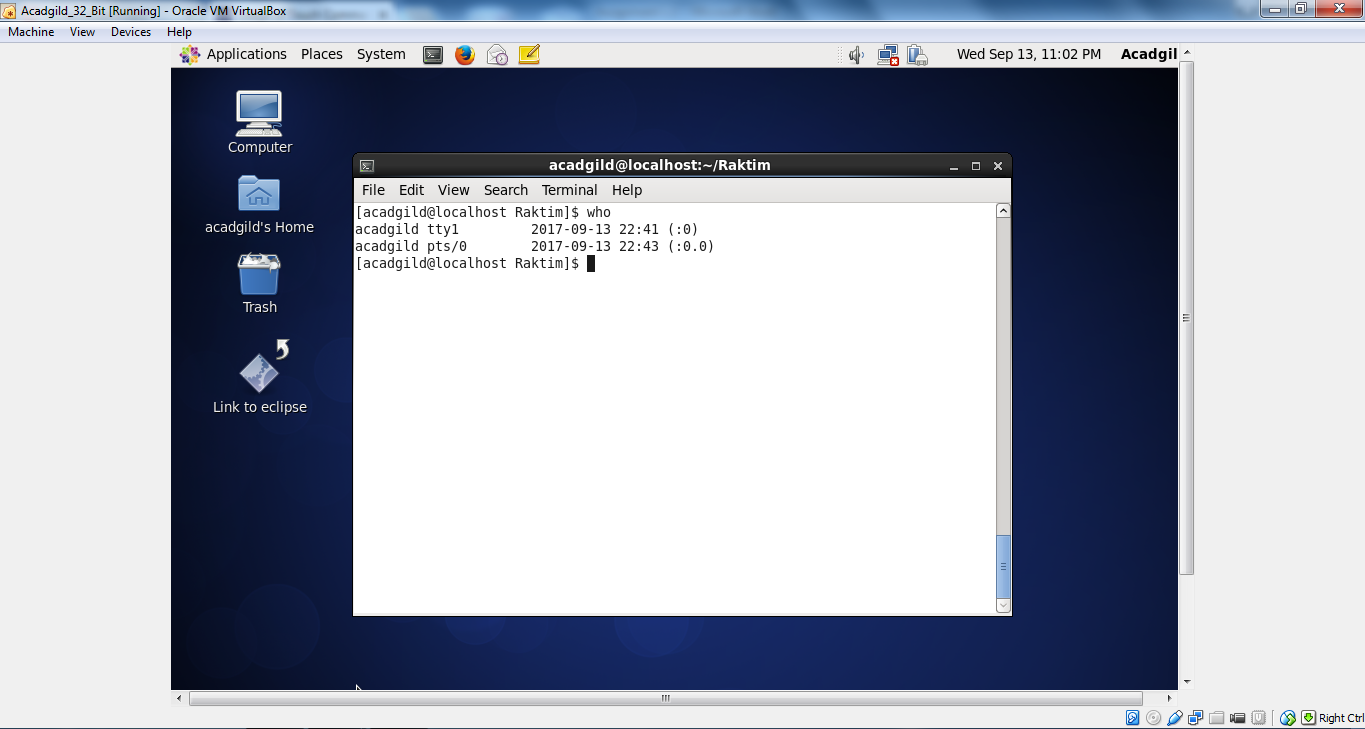 Acadgild_32_Bit [Running] - Oracle VM VirtualBox
Machine View Devices Help
Applications Places System Wed Sep 13, 11:02 PM Acadgil
Computer
acadgild's Home
Trash
Link to eclipse
acadgild@localhost:~/Raktim
File Edit View Search Terminal Help
[acadgild@localhost Raktim]$ who
acadgild tty1         2017-09-13 22:41 (:0)
acadgild pts/0        2017-09-13 22:43 (:0.0)
[acadgild@localhost Raktim]$
Right Ctrl